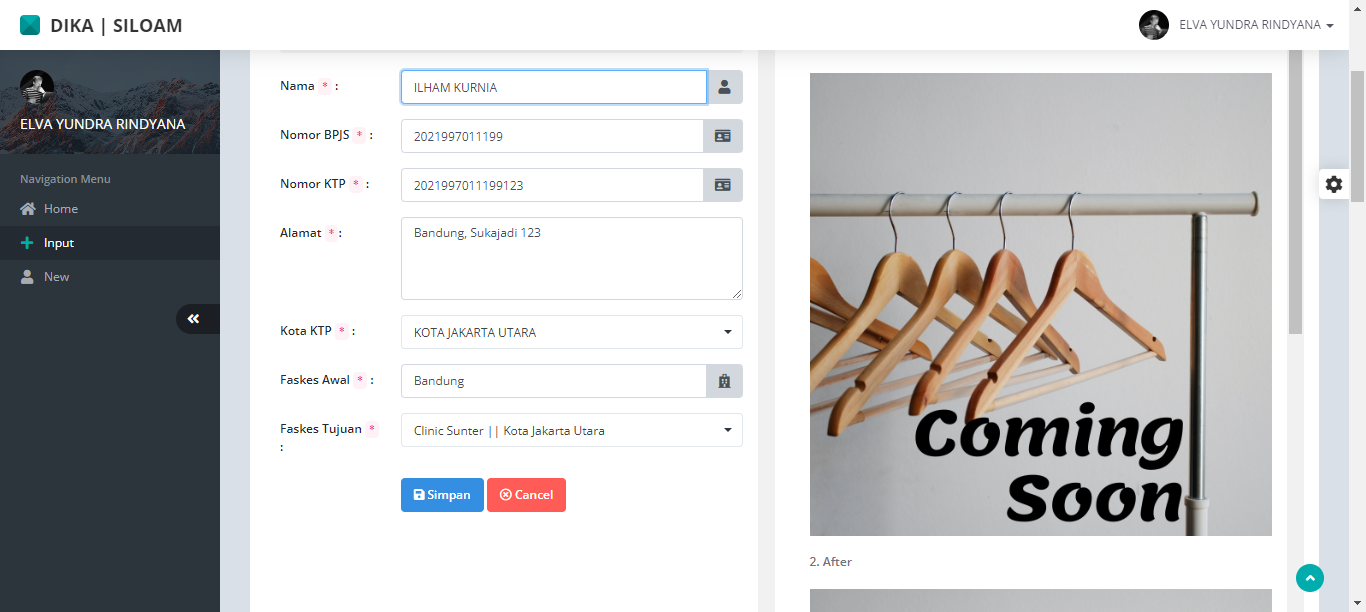 DIKA | SILOAM
ELVA YUNDRA RINDYANA
ELVA YUNDRA RINDYANA
Navigation Menu
Home
Input
New
Nama * :
ILHAM KURNIA
Nomor BPJS * :
2021997011199
Nomor KTP * :
2021997011199123
Alamat * :
Bandung, Sukajadi 123
Kota KTP * :
KOTA JAKARTA UTARA
Faskes Awal * :
Bandung
Faskes Tujuan *
:
Clinic Sunter || Kota Jakarta Utara
Simpan
Cancel
Coming
Soon
2. After